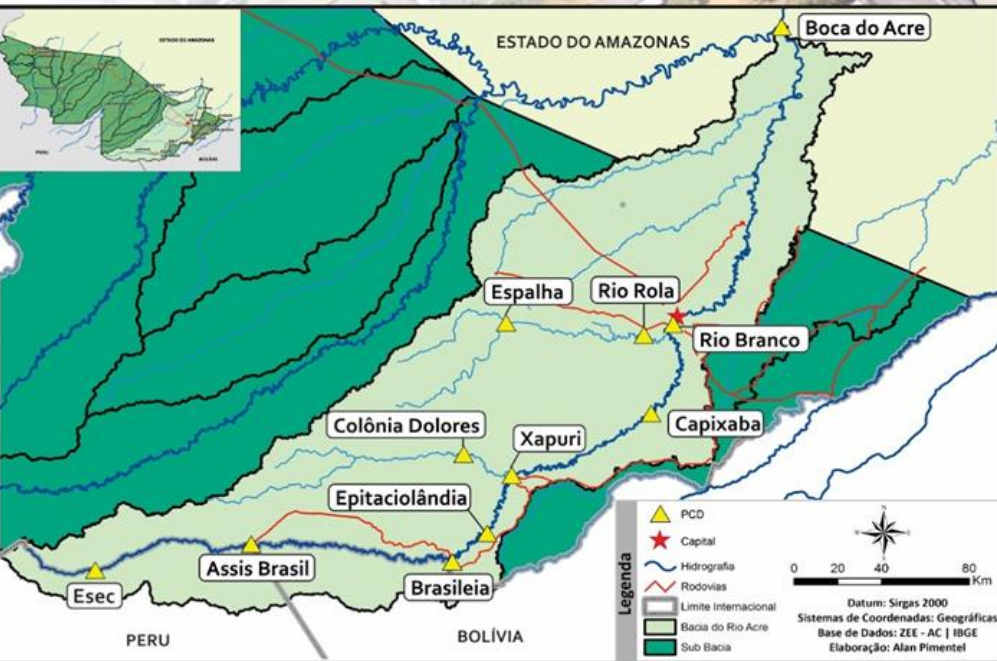 ESTADO DO AMAZONAS
PERU
BOLÍVIA
ESTADO DO AMAZONAS
Boca do Acre
Espalha
Rio Rola
Rio Branco
Capixaba
Colônia Dolores
Xapuri
Epitaciolândia
Assis Brasil
Brasileia
Esec
PERU
BOLÍVIA
Legenda
PCD
Capital
Hidrografia
Rodovias
Limite Internacional
Bacia do Rio Acre
Sub Bacia
N
S
0 20 40 80
Km
Datum: Sirgas 2000
Sistemas de Coordenadas: Geográficas
Base de Dados: ZEE - AC | IBGE
Elaboração: Alan Pimentel